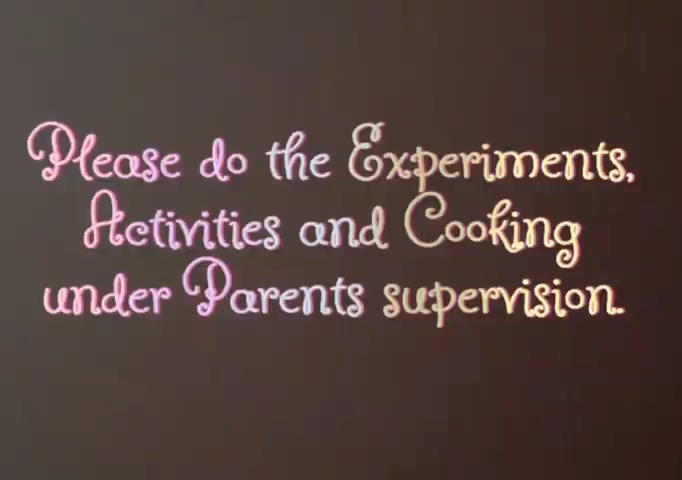 Please do the Experiments,
Activities and Cooking
under Parents supervision.